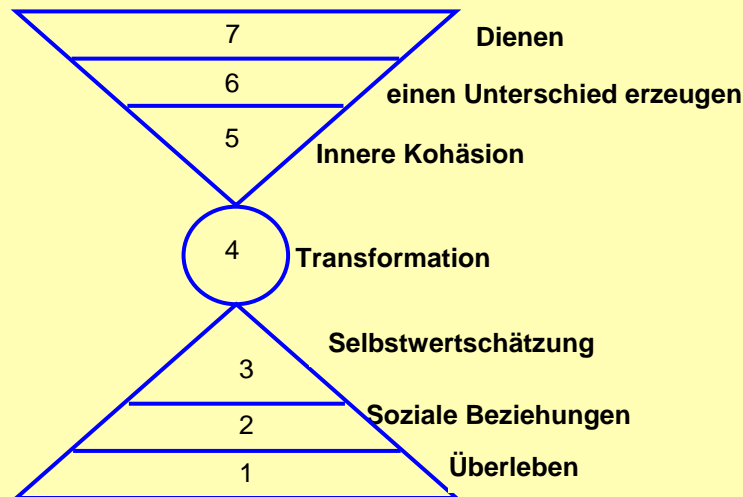 7 Dienen
6 einen Unterschied erzeugen
5 Innere Kohäsion
4 Transformation
Selbstwertschätzung
3
Soziale Beziehungen
2
Überleben
1